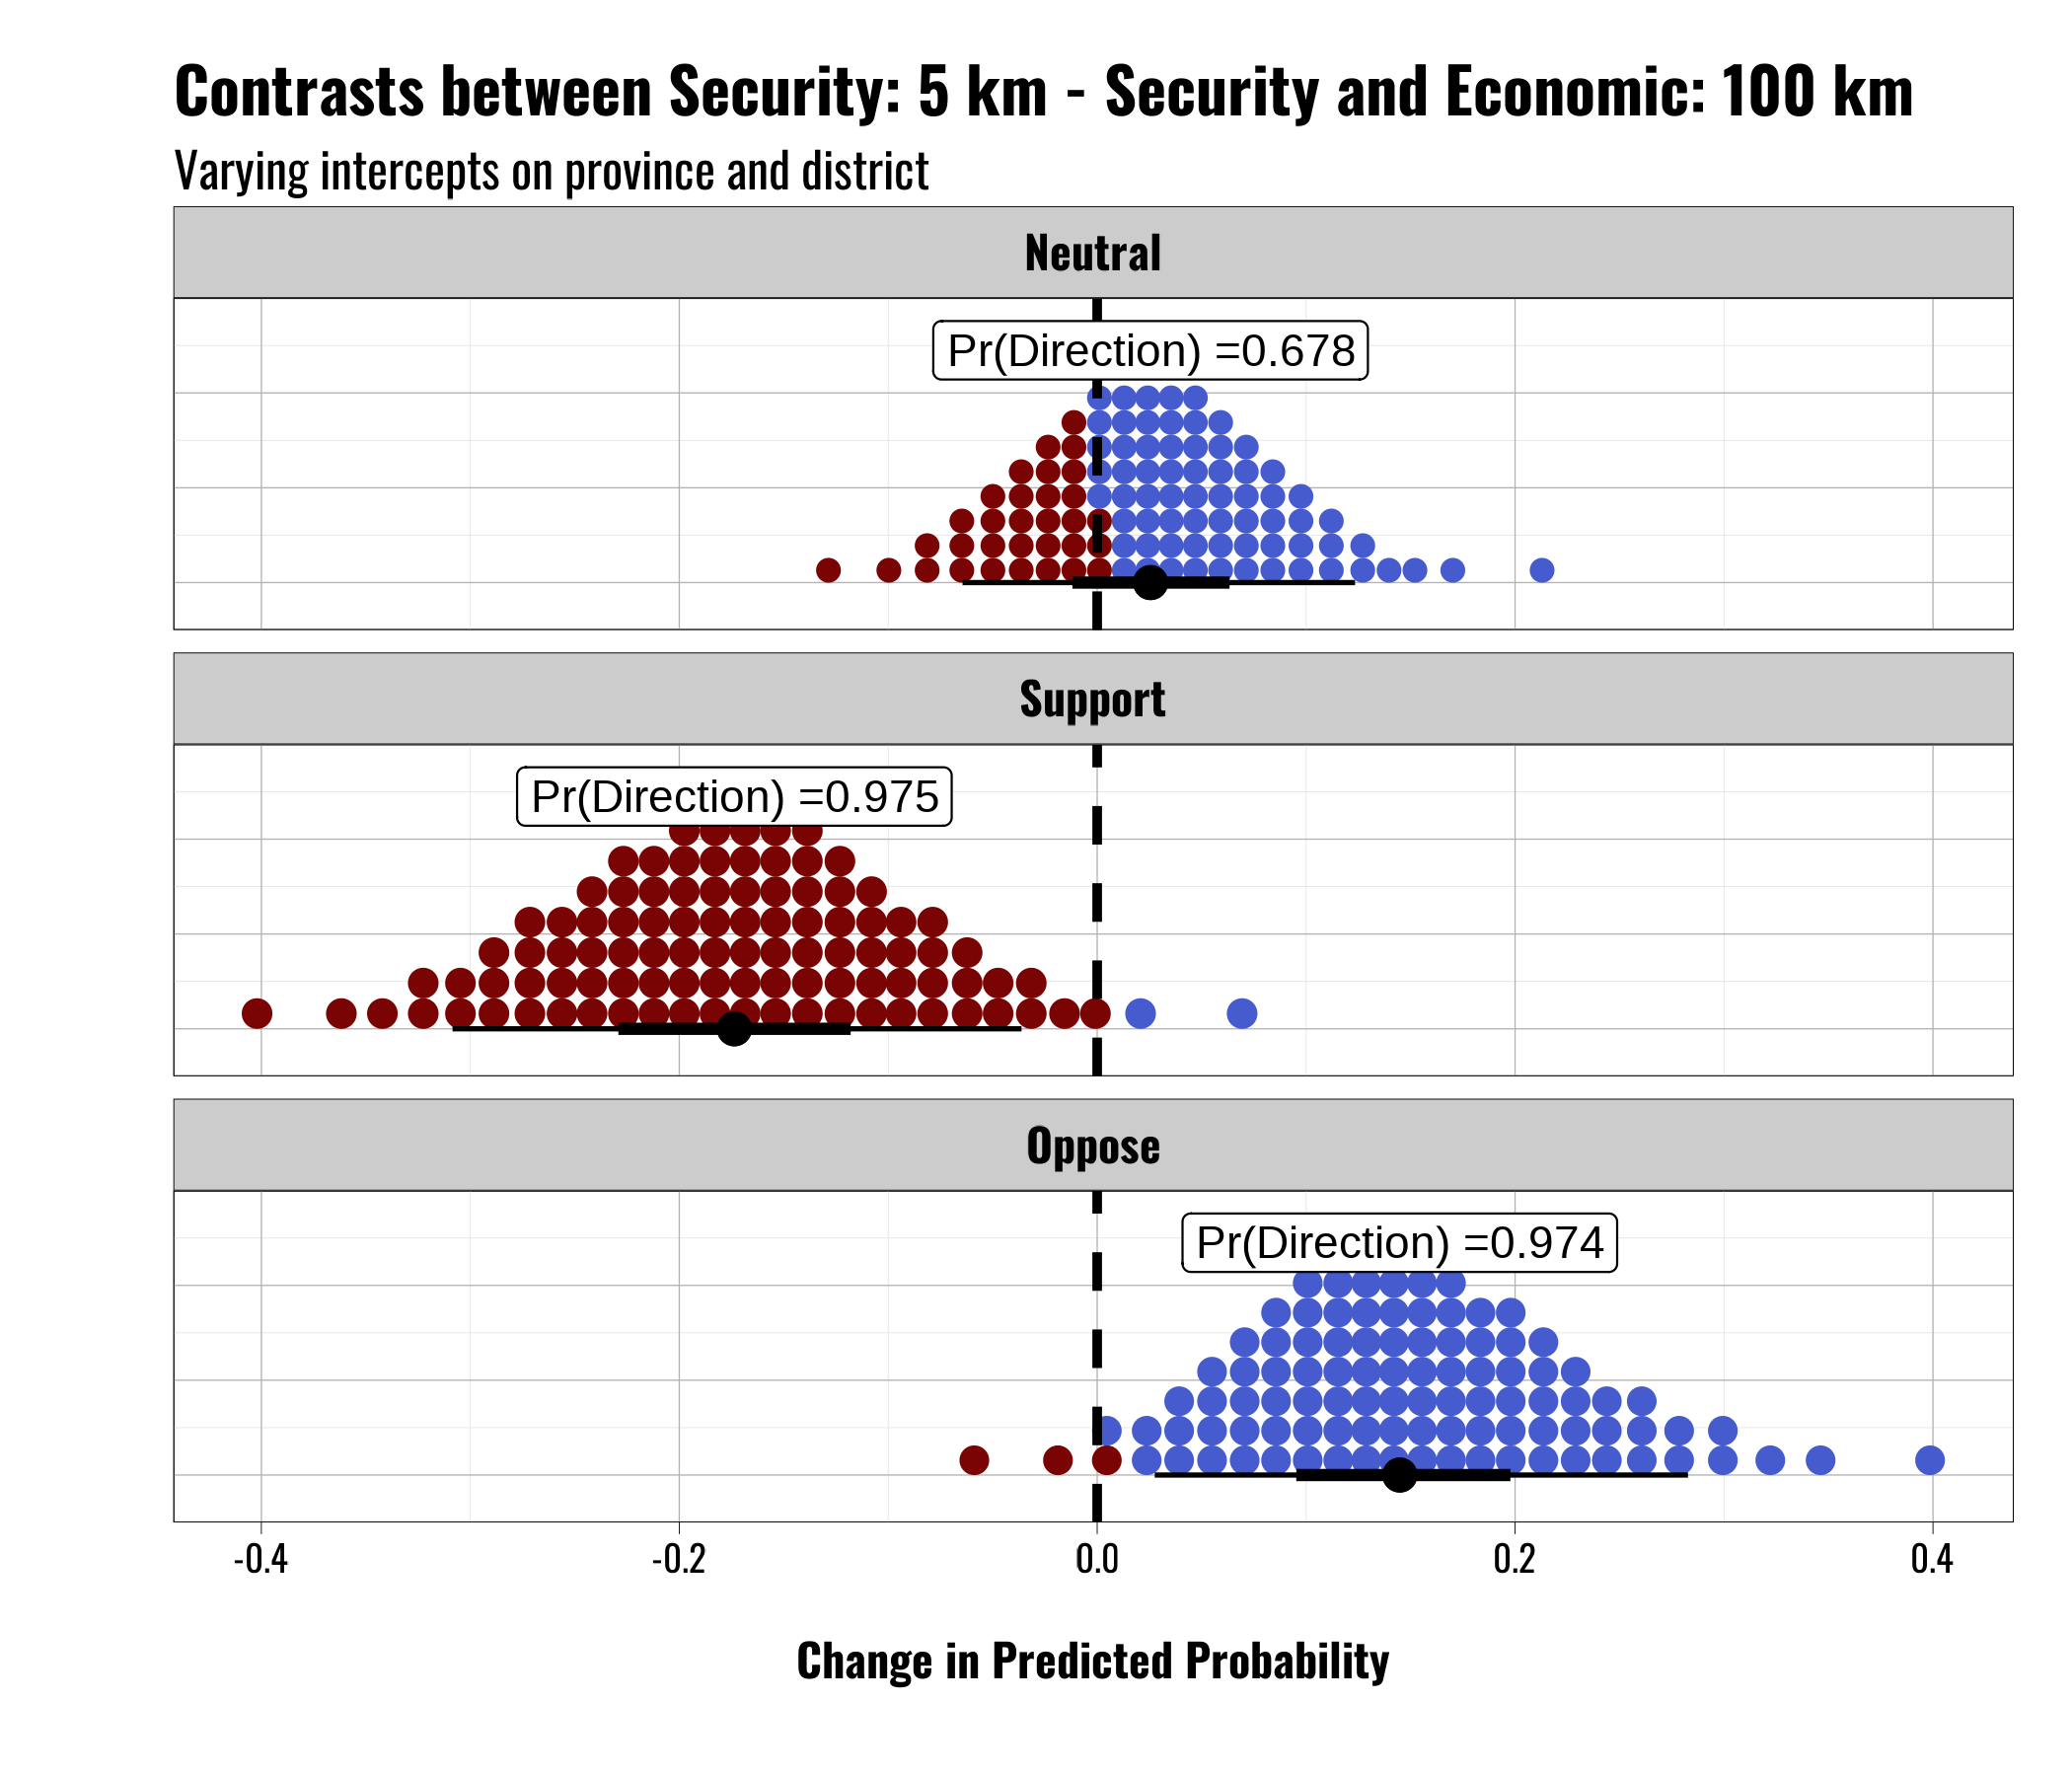 Contrasts between Security: 5 km - Security and Economic: 100 km
Varying intercepts on province and district
Neutral
Pr(Direction) =0.678
Support
Pr(Direction) =0.975
Oppose
Pr(Direction) =0.974
-0.4 -0.2 0.0 0.2 0.4
Change in Predicted Probability